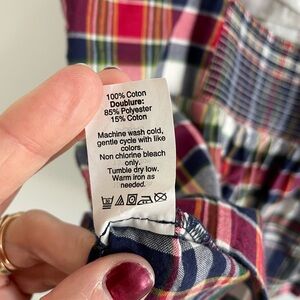 100% Coton
Doublure:
85% Polyester
15% Coton
Machine wash cold,
gentle cycle with like
colors.
Non chlorine bleach
only.
Tumble dry low.
Warm iron as
needed.